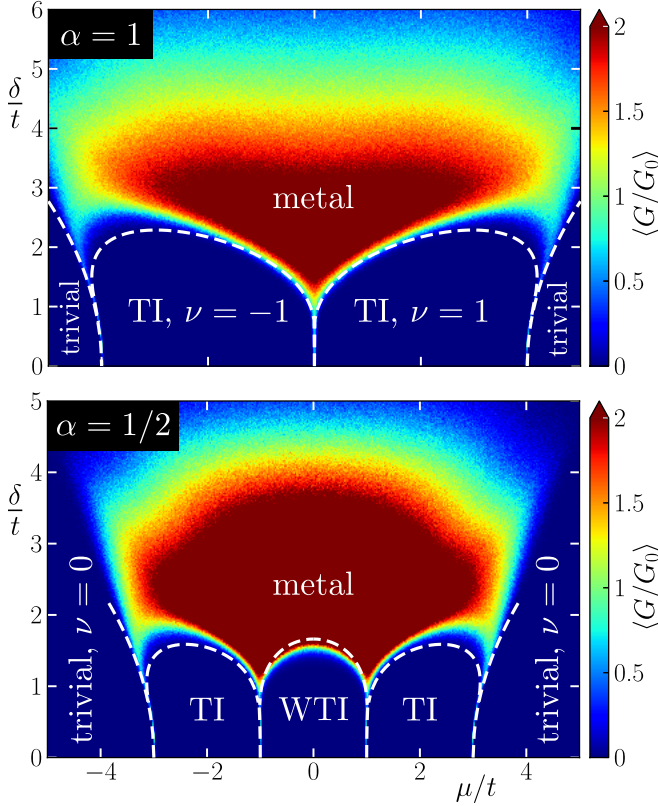 α = 1
6
5
δ/t
4
3
2
1
0
metal
trivial
TI, ν = −1
TI, ν = 1
trivial
2
1.5
1
0.5
0
⟨G/G₀⟩
α = 1/2
5
δ/t
4
3
2
1
0
metal
trivial, ν = 0
TI
WTI
TI
trivial, ν = 0
−4
−2
0
2
4
μ/t
2
1.5
1
0.5
0
⟨G/G₀⟩